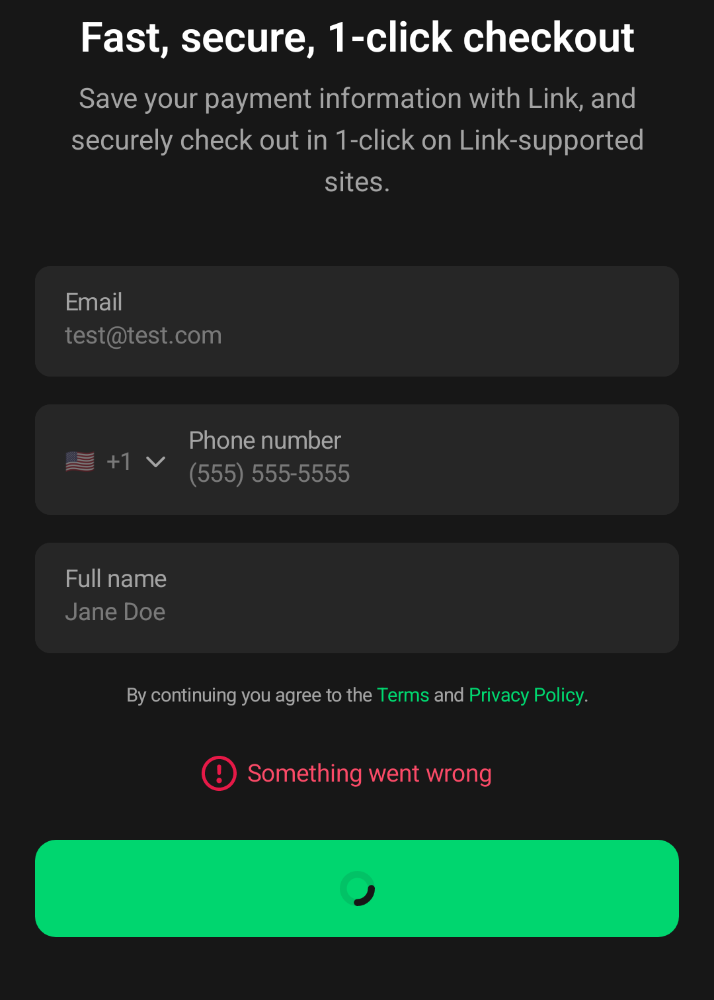 Fast, secure, 1-click checkout
Save your payment information with Link, and
securely check out in 1-click on Link-supported
sites.
Email
test@test.com
+1
Phone number
(555) 555-5555
Full name
Jane Doe
By continuing you agree to the Terms and Privacy Policy.
Something went wrong